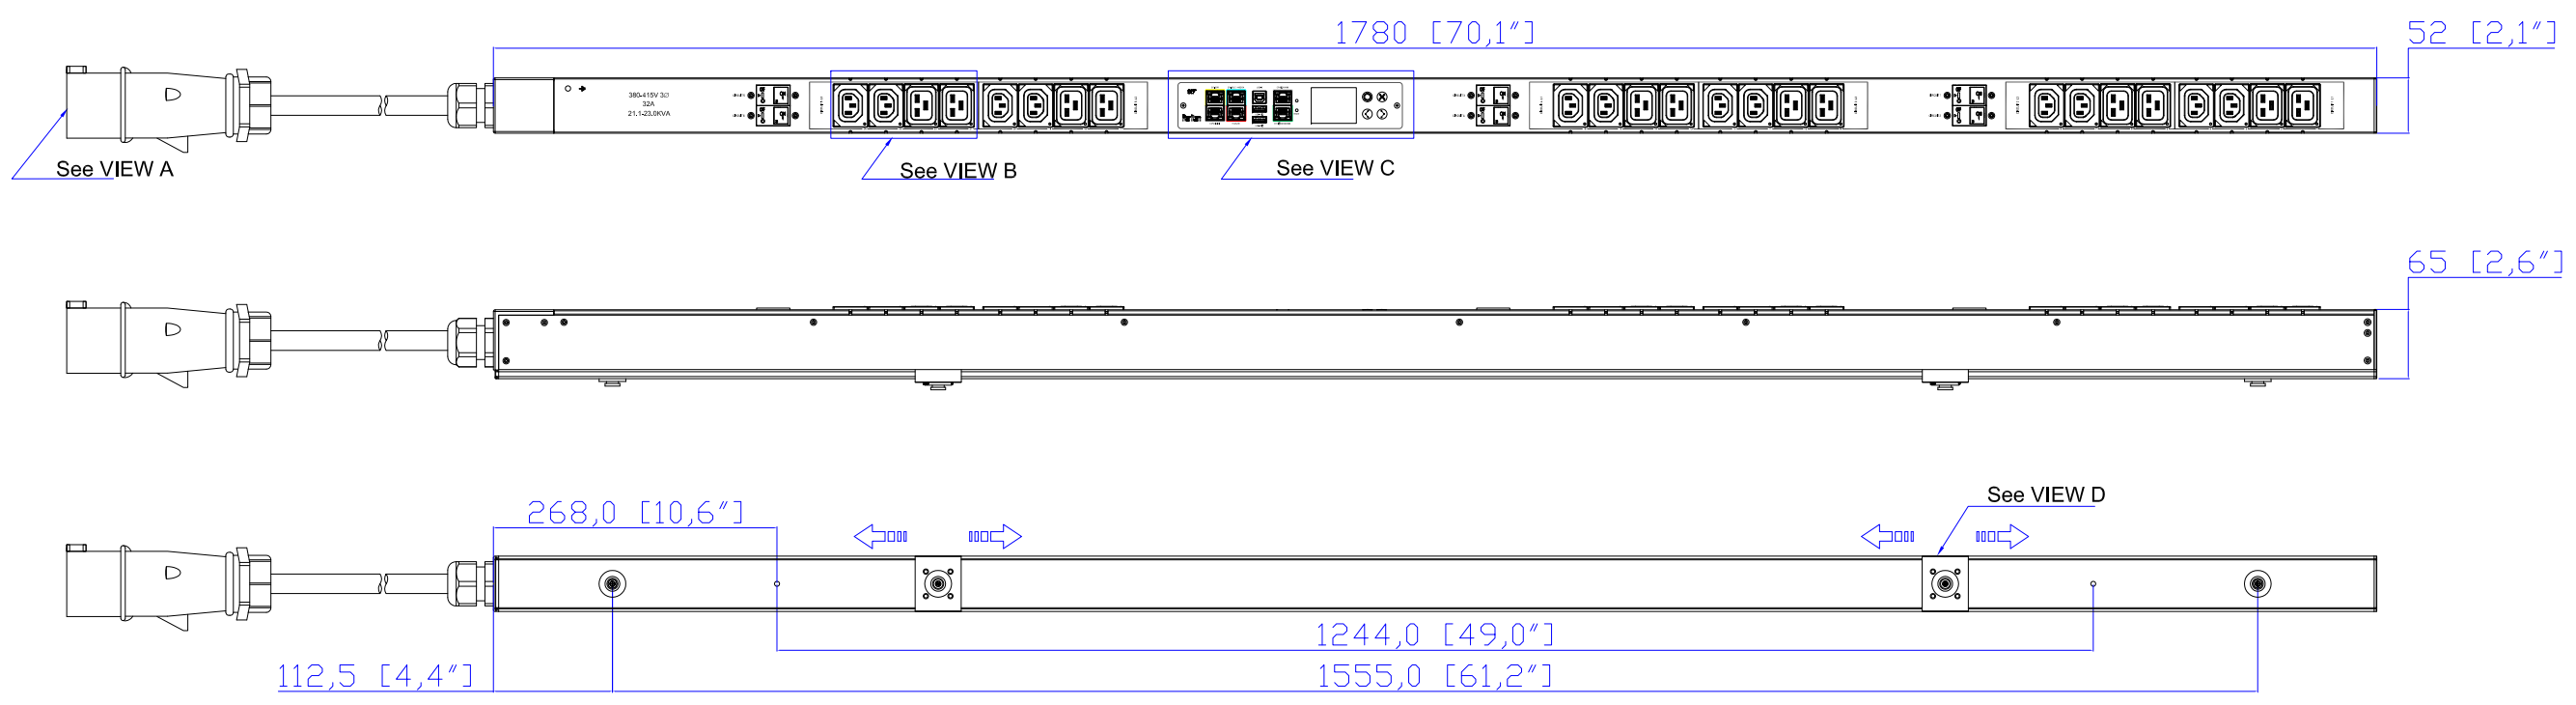 1780 [70,1"]
52 [2,1"]
380-415V 3∅
32A
21,1-23,0KVA
Raritan
See VIEW A
See VIEW B
See VIEW C
65 [2,6"]
See VIEW D
268,0 [10,6"]
1244,0 [49,0"]
112,5 [4,4"]
1555,0 [61,2"]